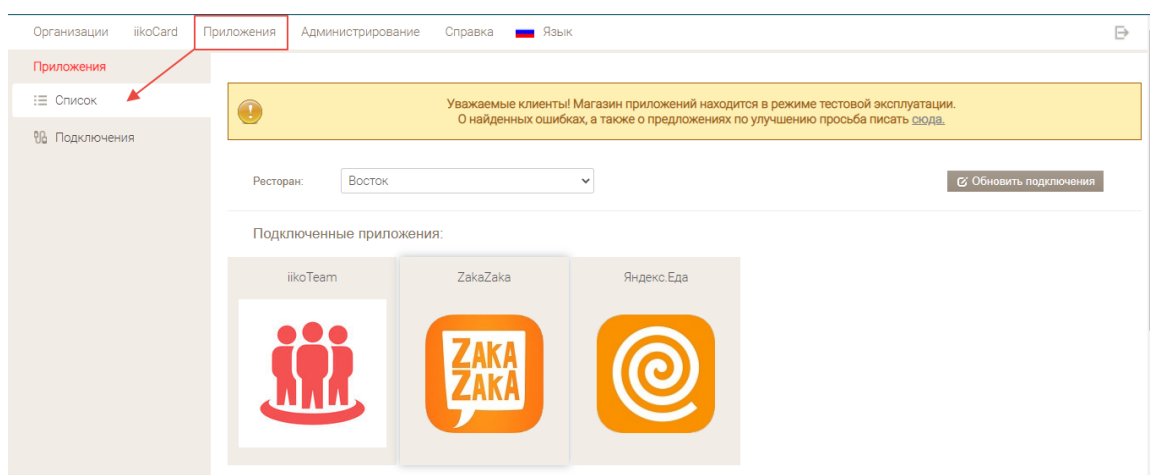 Организации iikoCard Приложения Администрирование Справка Язык
Приложения
Список
Подключения
Уважаемые клиенты! Магазин приложений находится в режиме тестовой эксплуатации.
О найденных ошибках, а также о предложениях по улучшению просьба писать сюда.
Ресторан: Восток Обновить подключения
Подключенные приложения:
iikoTeam ZakaZaka Яндекс.Еда
ZAKA
ZAKA